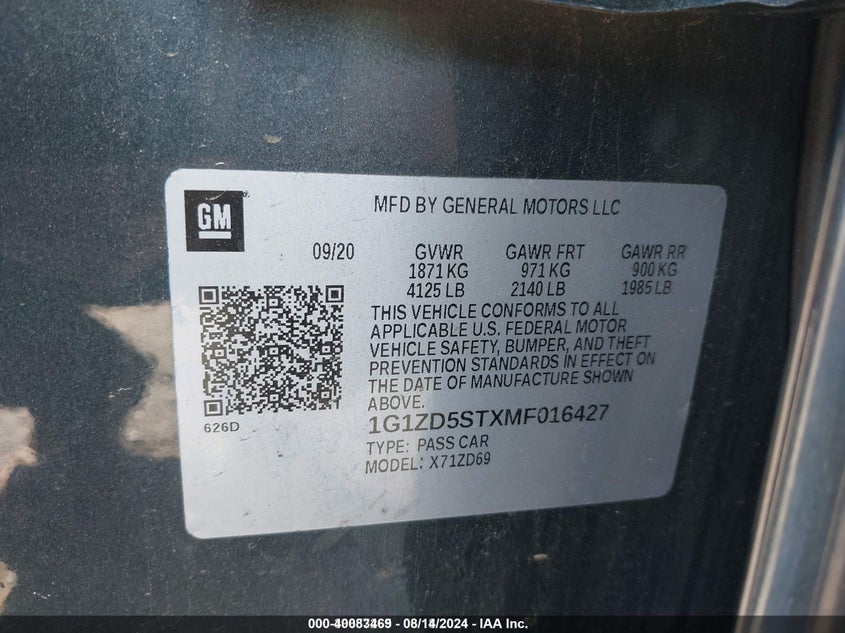 GM
MFD BY GENERAL MOTORS LLC
09/20 GVWR GAWR FRT GAWR RR
1871 KG 971 KG 900 KG
4125 LB 2140 LB 1985 LB
THIS VEHICLE CONFORMS TO ALL
APPLICABLE U.S. FEDERAL MOTOR
VEHICLE SAFETY, BUMPER, AND THEFT
PREVENTION STANDARDS IN EFFECT ON
THE DATE OF MANUFACTURE SHOWN
ABOVE.
626D
1G1ZD5STXMF016427
TYPE: PASS CAR
MODEL: X71ZD69
08/14/2024 - IAA Inc.